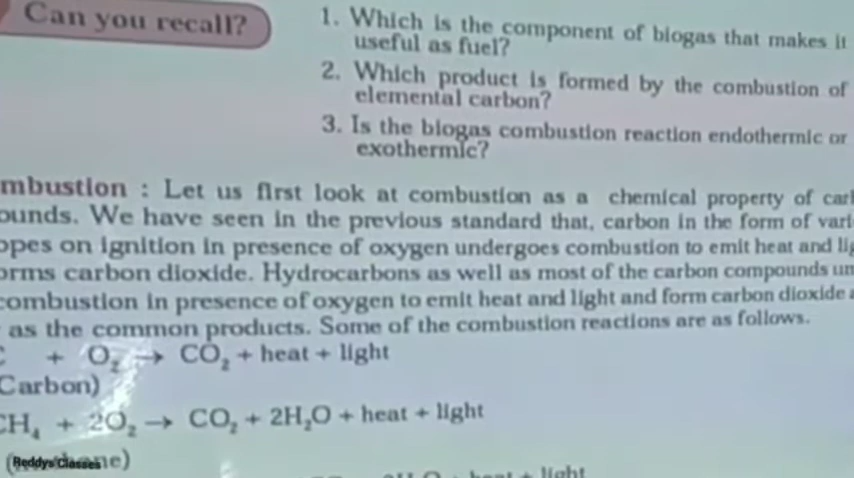 Can you recall?
1. Which is the component of biogas that makes it
useful as fuel?
2. Which product is formed by the combustion of
elemental carbon?
3. Is the biogas combustion reaction endothermic or
exothermic?
mbustion : Let us first look at combustion as a chemical property of car
ounds. We have seen in the previous standard that, carbon in the form of vari
opes on ignition in presence of oxygen undergoes combustion to emit heat and lig
orms carbon dioxide. Hydrocarbons as well as most of the carbon compounds un
combustion in presence of oxygen to emit heat and light and form carbon dioxide a
as the common products. Some of the combustion reactions are as follows.
C + O₂ → CO₂ + heat + light
Carbon)
CH₄ + 2O₂ → CO₂ + 2H₂O + heat + light
Reddys Classes
light